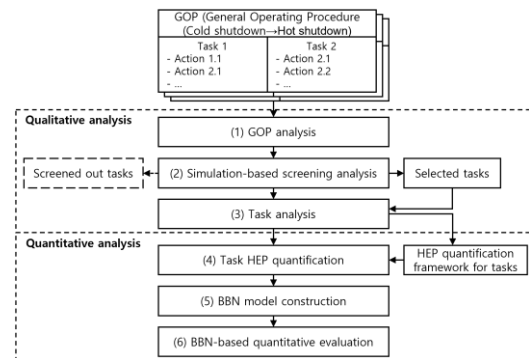 GOP (General Operating Procedure
(Cold shutdown→Hot shutdown)
Task 1
- Action 1.1
- Action 2.1
- ...
Task 2
- Action 2.1
- Action 2.2
- ...
Qualitative analysis
(1) GOP analysis
Screened out tasks
(2) Simulation-based screening analysis
Selected tasks
(3) Task analysis
Quantitative analysis
(4) Task HEP quantification
HEP quantification
framework for tasks
(5) BBN model construction
(6) BBN-based quantitative evaluation